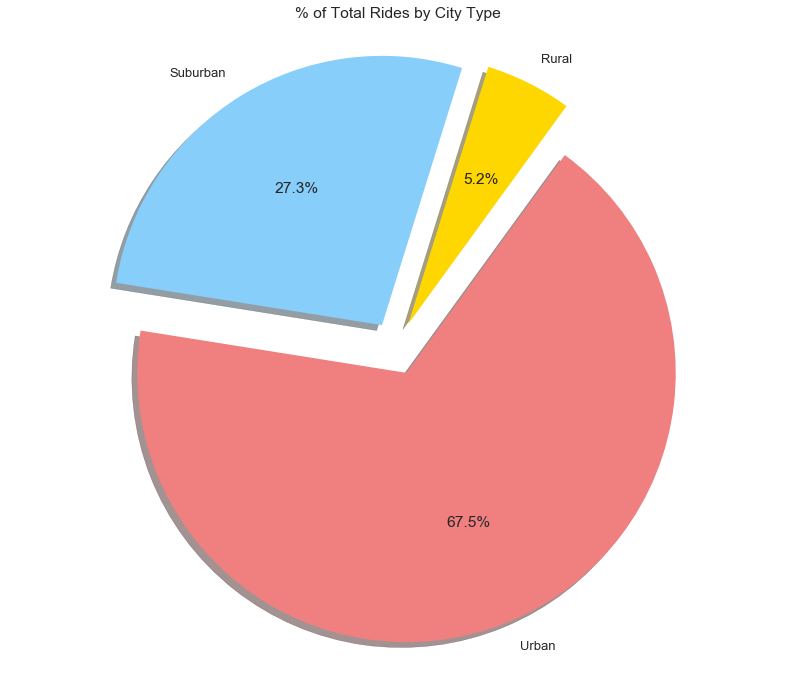 % of Total Rides by City Type
Rural
Suburban
5.2%
27.3%
67.5%
Urban